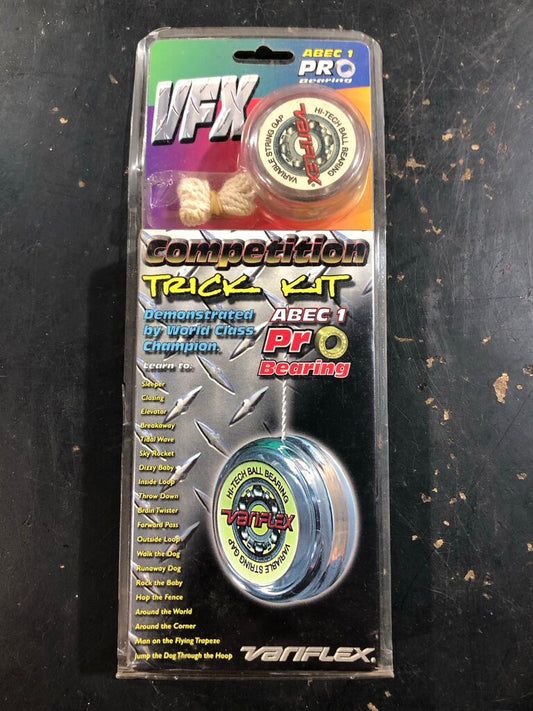 VFX
ABEC 1
PRO
Bearing
HI-TECH BALL BEARING
VARIFLEX
VARIABLE STRING GAP
Competition
TRICK KIT
Demonstrated
by World Class
Champion.
Learn to:
ABEC 1
Pro
Bearing
Sleeper
Closing
Elevator
Breakaway
Tidal Wave
Sky Rocket
Dizzy Baby
Inside Loop
Throw Down
Brain Twister
Forward Pass
Outside Loop
Walk the Dog
Runaway Dog
Rock the Baby
Hop the Fence
Around the World
Around the Corner
Man on the Flying Trapeze
Jump the Dog Through the Hoop
HI-TECH BALL BEARING
VARIFLEX
VARIABLE STRING GAP
VARIFLEX®